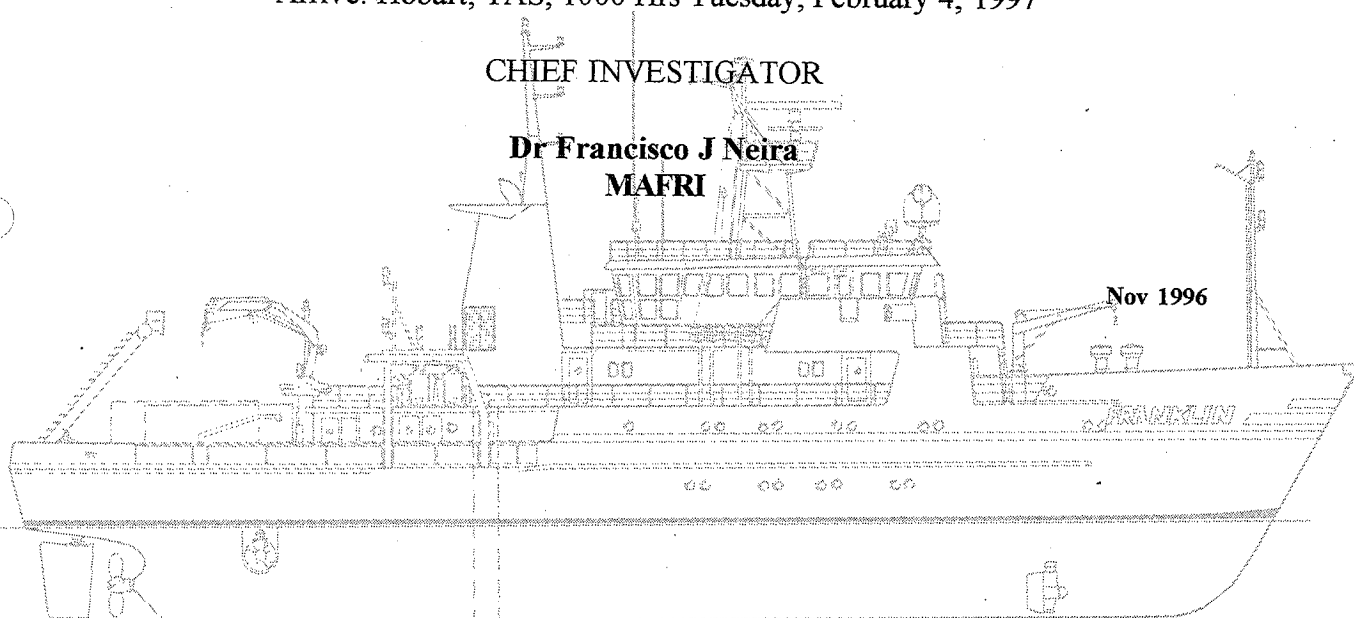 Arrive: Hobart, TAS, 1000 Hrs Tuesday, February 4, 1997
CHIEF INVESTIGATOR
Dr Francisco J Neira
MAFRI
Nov 1996
FRANKLIN